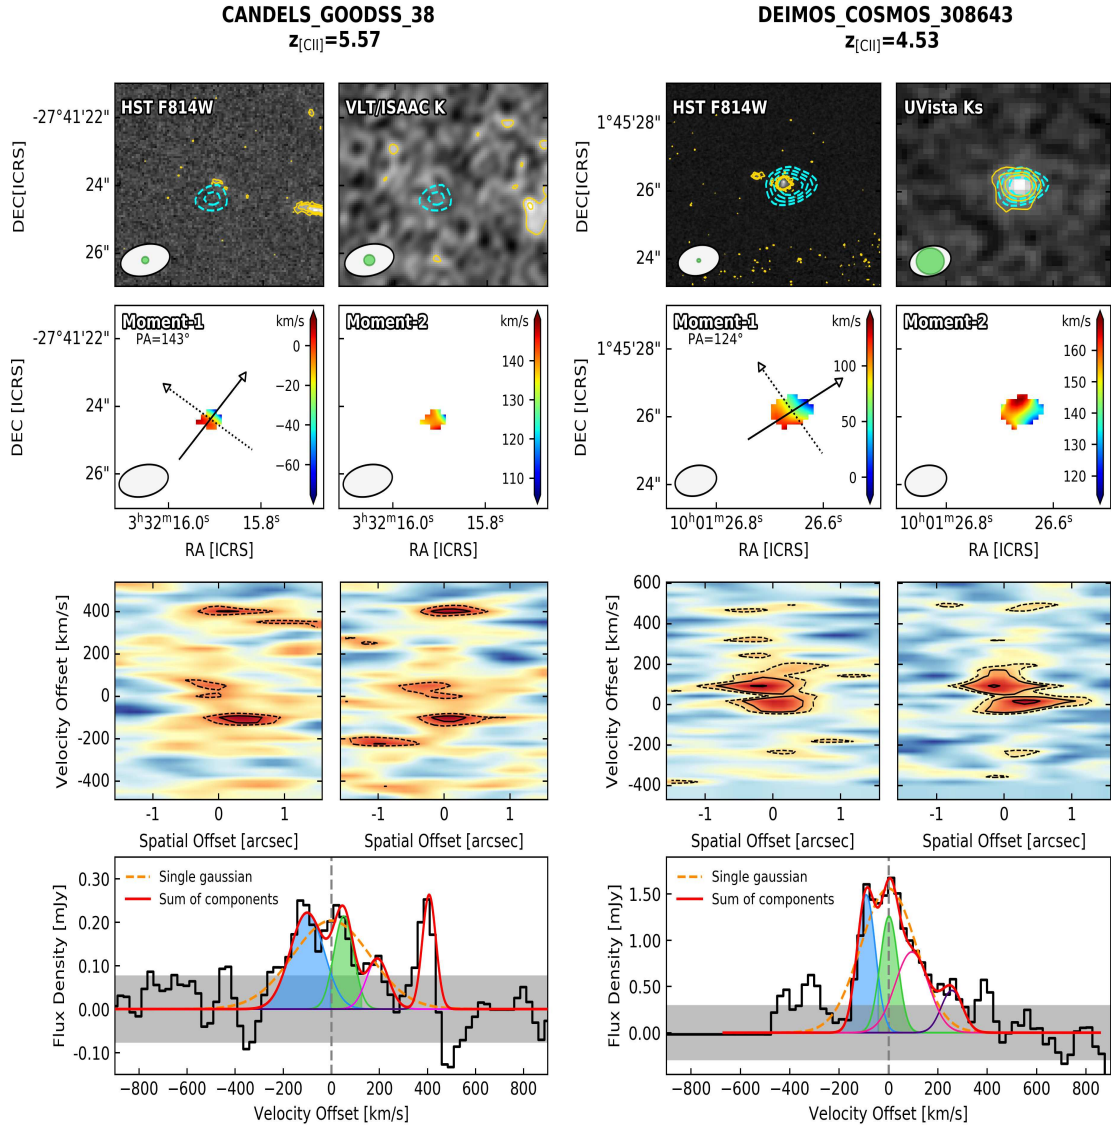 CANDELS_GOODSS_38
z[CII]=5.57
DEIMOS_COSMOS_308643
z[CII]=4.53
HST F814W
VLT/ISAAC K
-27°41'22"
24"
26"
DEC[ICRS]
HST F814W
UVista Ks
1°45'28"
26"
24"
DEC[ICRS]
Moment-1
PA=143°
km/s
0
−20
−40
−60
Moment-2
km/s
140
130
120
110
-27°41'22"
24"
26"
DEC [ICRS]
3h32m16.0s
15.8s
3h32m16.0s
15.8s
RA [ICRS]
RA [ICRS]
Moment-1
PA=124°
km/s
100
50
0
Moment-2
km/s
160
150
140
130
120
1°45'28"
26"
24"
DEC [ICRS]
10h01m26.8s
26.6s
10h01m26.8s
26.6s
RA [ICRS]
RA [ICRS]
400
200
0
-200
-400
Velocity Offset [km/s]
-1
0
1
-1
0
1
Spatial Offset [arcsec]
Spatial Offset [arcsec]
600
400
200
0
-200
-400
Velocity Offset [km/s]
-1
0
1
-1
0
1
Spatial Offset [arcsec]
Spatial Offset [arcsec]
Single gaussian
Sum of components
0.30
0.20
0.10
0.00
-0.10
Flux Density [mJy]
−800
−600
−400
−200
0
200
400
600
800
Velocity Offset [km/s]
Single gaussian
Sum of components
1.50
1.00
0.50
0.00
Flux Density [mJy]
−800
−600
−400
−200
0
200
400
600
800
Velocity Offset [km/s]